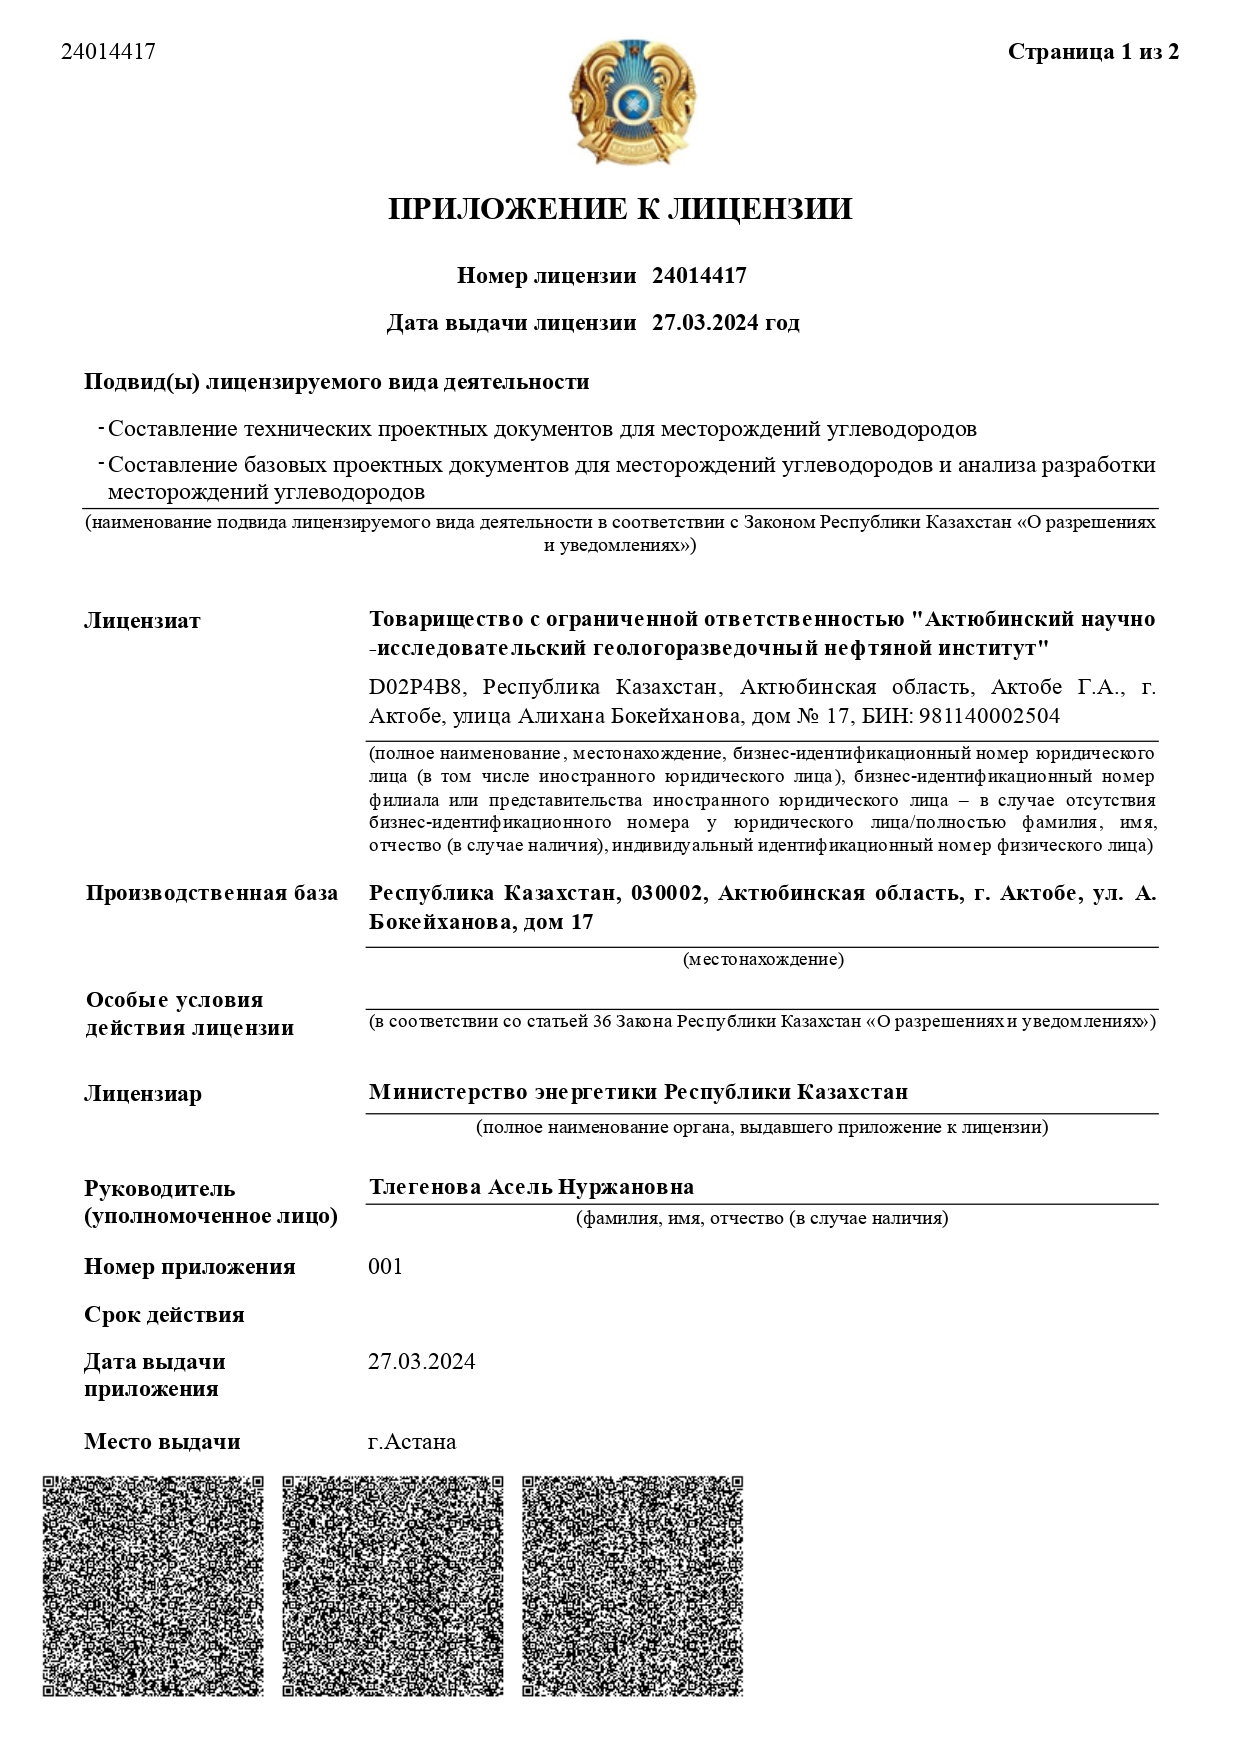 24014417
Страница 1 из 2
ПРИЛОЖЕНИЕ К ЛИЦЕНЗИИ
Номер лицензии 24014417
Дата выдачи лицензии 27.03.2024 год
Подвид(ы) лицензируемого вида деятельности
- Составление технических проектных документов для месторождений углеводородов
- Составление базовых проектных документов для месторождений углеводородов и анализа разработки
месторождений углеводородов
(наименование подвида лицензируемого вида деятельности в соответствии с Законом Республики Казахстан «О разрешениях
и уведомлениях»)
Лицензиат
Товарищество с ограниченной ответственностью "Актюбинский научно
-исследовательский геологоразведочный нефтяной институт"
D02P4B8, Республика Казахстан, Актюбинская область, Актобе Г.А., г.
Актобе, улица Алихана Бокейханова, дом № 17, БИН: 981140002504
(полное наименование, местонахождение, бизнес-идентификационный номер юридического
лица (в том числе иностранного юридического лица), бизнес-идентификационный номер
филиала или представительства иностранного юридического лица – в случае отсутствия
бизнес-идентификационного номера у юридического лица/полностью фамилия, имя,
отчество (в случае наличия), индивидуальный идентификационный номер физического лица)
Производственная база
Республика Казахстан, 030002, Актюбинская область, г. Актобе, ул. А.
Бокейханова, дом 17
(местонахождение)
Особые условия
действия лицензии
(в соответствии со статьей 36 Закона Республики Казахстан «О разрешениях и уведомлениях»)
Лицензиар
Министерство энергетики Республики Казахстан
(полное наименование органа, выдавшего приложение к лицензии)
Руководитель
(уполномоченное лицо)
Тлегенова Асель Нуржановна
(фамилия, имя, отчество (в случае наличия)
Номер приложения
001
Срок действия
Дата выдачи
приложения
27.03.2024
Место выдачи
г.Астана